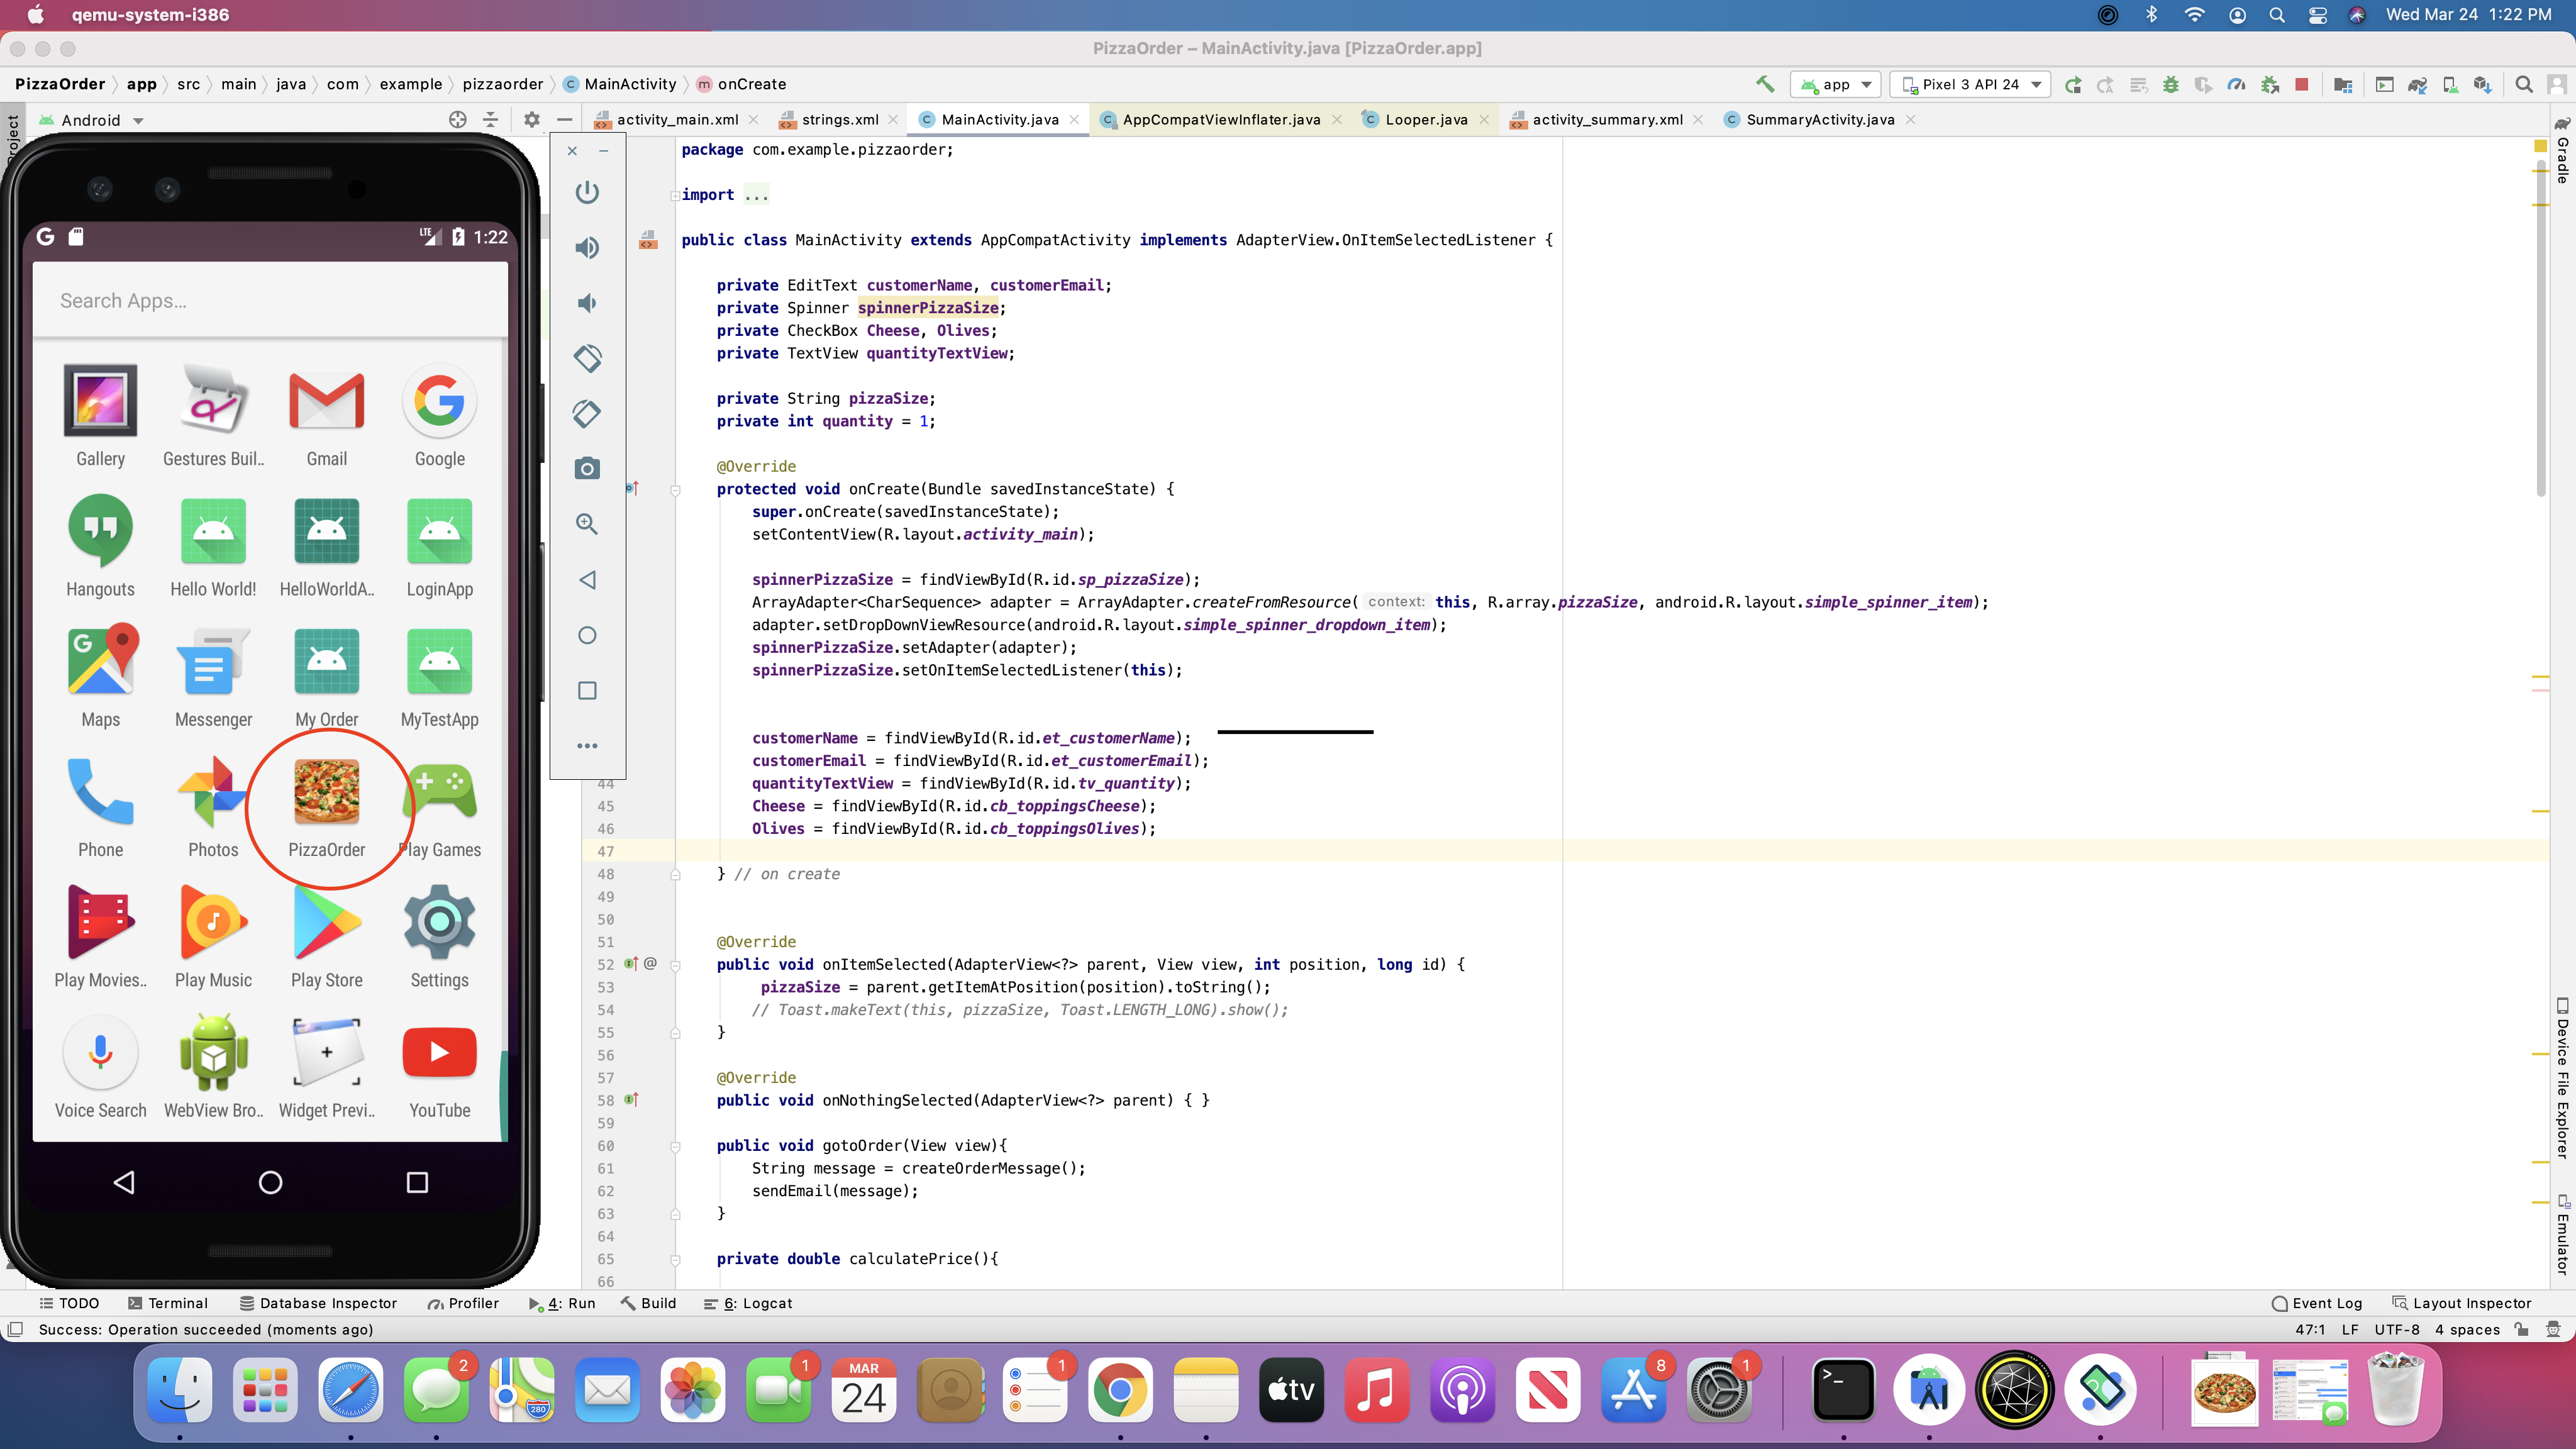 qemu-system-i386
Wed Mar 24 1:22 PM
PizzaOrder – MainActivity.java [PizzaOrder.app]
PizzaOrder app src main java com example pizzaorder MainActivity onCreate
app
Pixel 3 API 24
Project
Android
activity_main.xml
strings.xml
MainActivity.java
AppCompatViewInflater.java
Looper.java
activity_summary.xml
SummaryActivity.java
Gradle
LTE 1:22
Search Apps...
Gallery
Gestures Buil..
Gmail
Google
Hangouts
Hello World!
HelloWorldA..
LoginApp
Maps
Messenger
My Order
MyTestApp
Phone
Photos
PizzaOrder
Play Games
Play Movies..
Play Music
Play Store
Settings
Voice Search
WebView Bro..
Widget Previ..
YouTube
package com.example.pizzaorder;
import ...
public class MainActivity extends AppCompatActivity implements AdapterView.OnItemSelectedListener {
private EditText customerName, customerEmail;
private Spinner spinnerPizzaSize;
private CheckBox Cheese, Olives;
private TextView quantityTextView;
private String pizzaSize;
private int quantity = 1;
@Override
protected void onCreate(Bundle savedInstanceState) {
super.onCreate(savedInstanceState);
setContentView(R.layout.activity_main);
spinnerPizzaSize = findViewById(R.id.sp_pizzaSize);
ArrayAdapter<CharSequence> adapter = ArrayAdapter.createFromResource( context: this, R.array.pizzaSize, android.R.layout.simple_spinner_item);
adapter.setDropDownViewResource(android.R.layout.simple_spinner_dropdown_item);
spinnerPizzaSize.setAdapter(adapter);
spinnerPizzaSize.setOnItemSelectedListener(this);
customerName = findViewById(R.id.et_customerName);
customerEmail = findViewById(R.id.et_customerEmail);
44 quantityTextView = findViewById(R.id.tv_quantity);
45 Cheese = findViewById(R.id.cb_toppingsCheese);
46 Olives = findViewById(R.id.cb_toppingsOlives);
47
48 } // on create
49
50
51 @Override
52 @ public void onItemSelected(AdapterView<?> parent, View view, int position, long id) {
53 pizzaSize = parent.getItemAtPosition(position).toString();
54 // Toast.makeText(this, pizzaSize, Toast.LENGTH_LONG).show();
55 }
56
57 @Override
58 public void onNothingSelected(AdapterView<?> parent) { }
59
60 public void gotoOrder(View view){
61 String message = createOrderMessage();
62 sendEmail(message);
63 }
64
65 private double calculatePrice(){
66
Device File Explorer
Emulator
TODO
Terminal
Database Inspector
Profiler
4: Run
Build
6: Logcat
Event Log
Layout Inspector
Success: Operation succeeded (moments ago)
47:1 LF UTF-8 4 spaces
2
280
1
MAR
24
1
tv
8
1